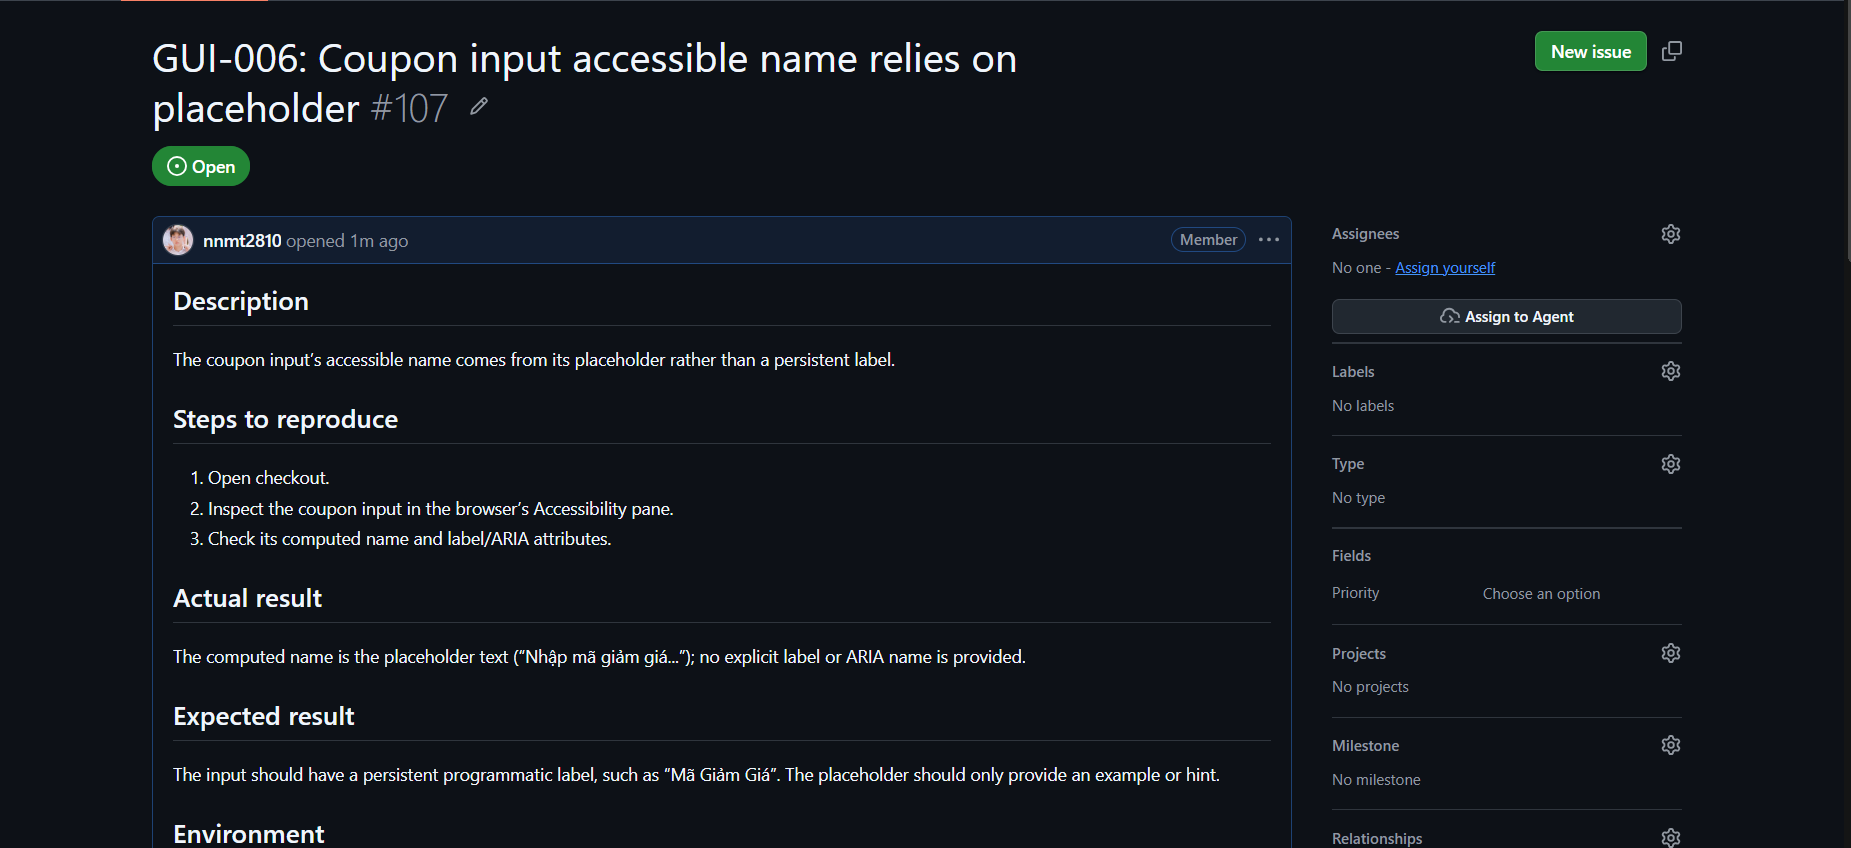 GUI-006: Coupon input accessible name relies on
placeholder #107
New issue
Open
nnmt2810 opened 1m ago
Member
Description
The coupon input’s accessible name comes from its placeholder rather than a persistent label.
Steps to reproduce
1. Open checkout.
2. Inspect the coupon input in the browser’s Accessibility pane.
3. Check its computed name and label/ARIA attributes.
Actual result
The computed name is the placeholder text (“Nhập mã giảm giá...”); no explicit label or ARIA name is provided.
Expected result
The input should have a persistent programmatic label, such as “Mã Giảm Giá”. The placeholder should only provide an example or hint.
Environment
Assignees
No one - Assign yourself
Assign to Agent
Labels
No labels
Type
No type
Fields
Priority Choose an option
Projects
No projects
Milestone
No milestone
Relationships